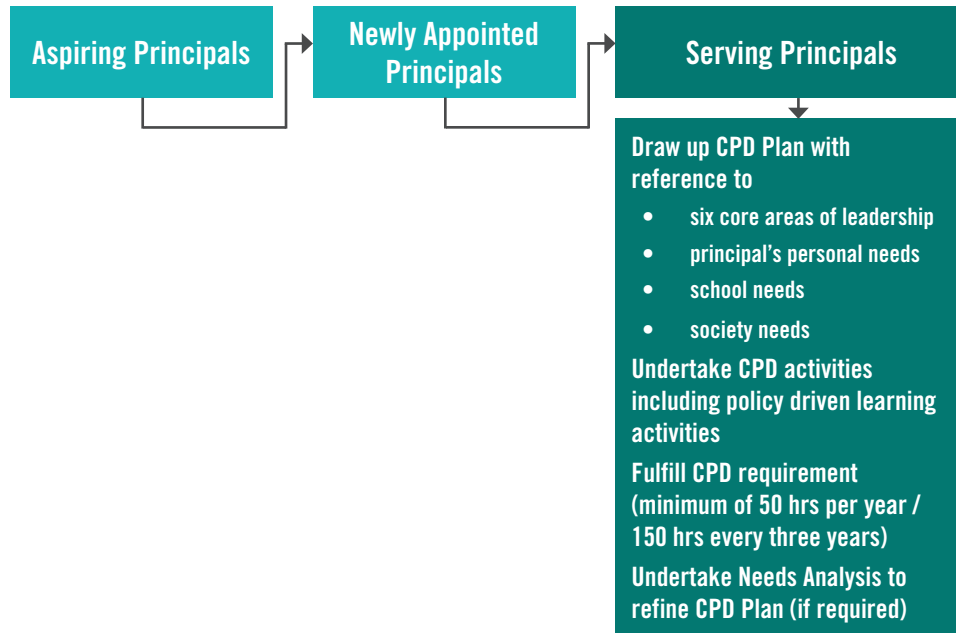 Aspiring Principals
Newly Appointed
Principals
Serving Principals
Draw up CPD Plan with
reference to
• six core areas of leadership
• principal’s personal needs
• school needs
• society needs
Undertake CPD activities
including policy driven learning
activities
Fulfill CPD requirement
(minimum of 50 hrs per year /
150 hrs every three years)
Undertake Needs Analysis to
refine CPD Plan (if required)